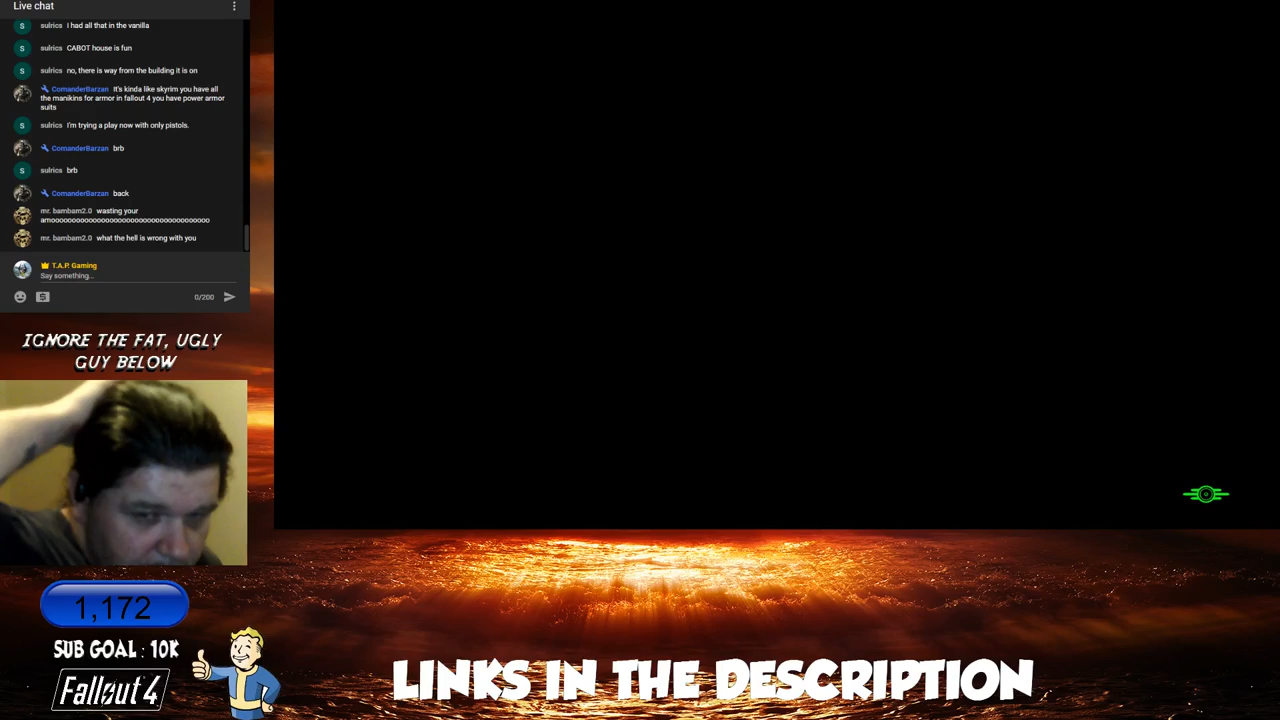 Live chat
S sulrics I had all that in the vanilla
S sulrics CABOT house is fun
S sulrics no, there is way from the building it is on
ComanderBarzan It's kinda like skyrim you have all
the manikins for armor in fallout 4 you have power armor
suits
S sulrics I'm trying a play now with only pistols.
ComanderBarzan brb
S sulrics brb
ComanderBarzan back
mr. bambam2.0 wasting your
amoooooooooooooooooooooooooooooooooooooo
mr. bambam2.0 what the hell is wrong with you
T.A.P. Gaming
Say something...
0/200
IGNORE THE FAT, UGLY
GUY BELOW
1,172
SUB GOAL : 10K
Fallout 4
LINKS IN THE DESCRIPTION